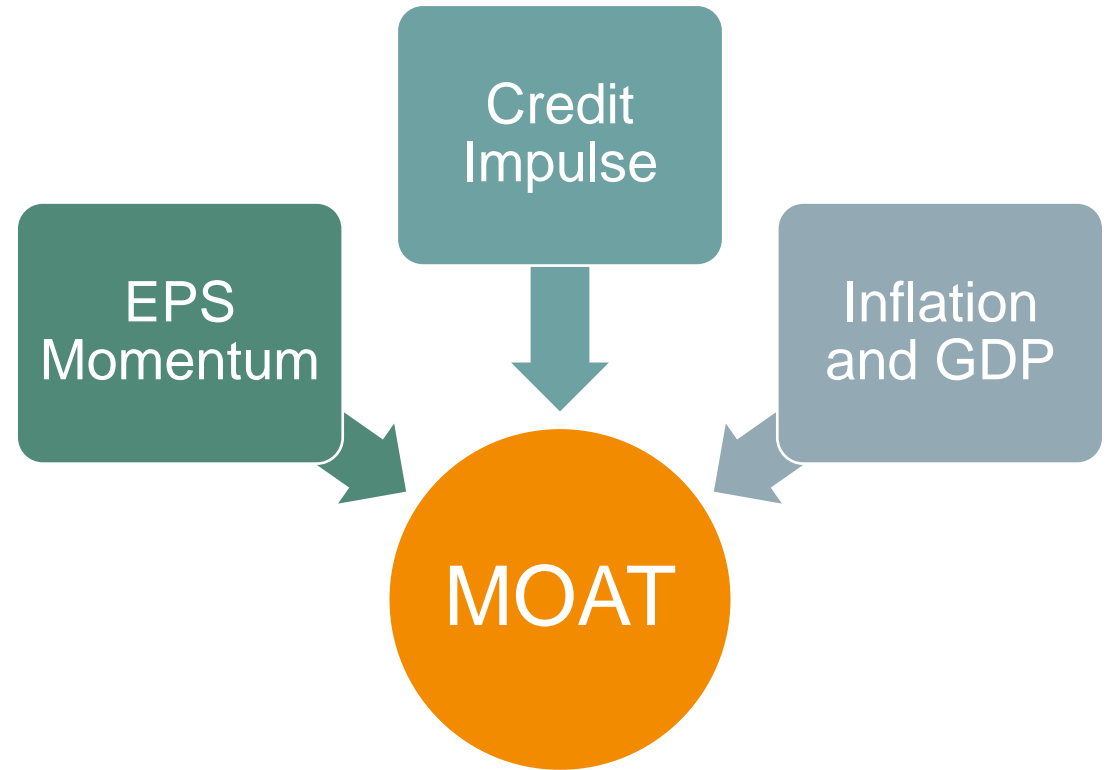 Credit
Impulse
EPS
Momentum
Inflation
and GDP
MOAT